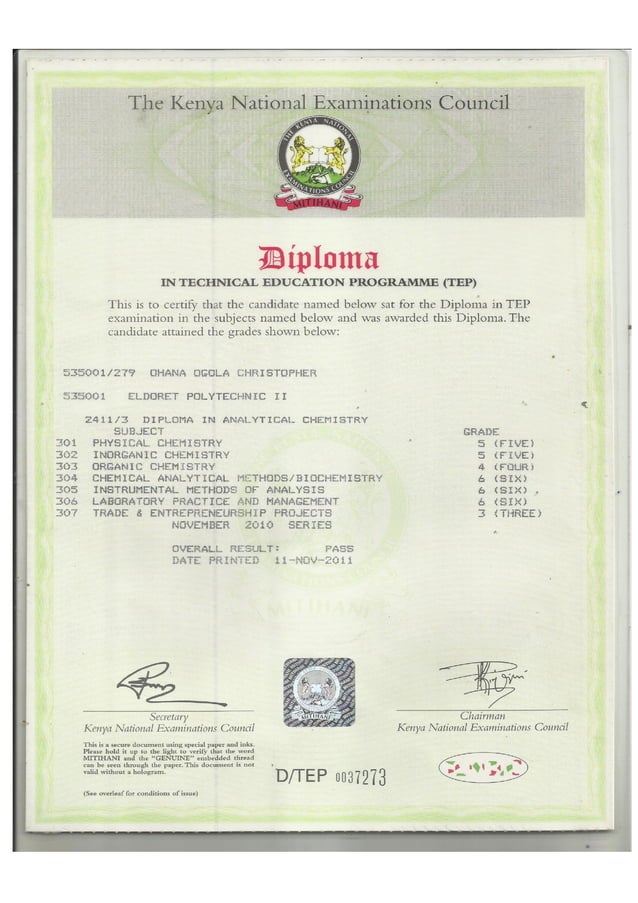 The Kenya National Examinations Council
THE KENYA NATIONAL
EXAMINATIONS COUNCIL
MITIHANI
Diploma
IN TECHNICAL EDUCATION PROGRAMME (TEP)
This is to certify that the candidate named below sat for the Diploma in TEP
examination in the subjects named below and was awarded this Diploma. The
candidate attained the grades shown below:
535001/279 OHANA OGOLA CHRISTOPHER
535001 ELDORET POLYTECHNIC II
2411/3 DIPLOMA IN ANALYTICAL CHEMISTRY
SUBJECT GRADE
301 PHYSICAL CHEMISTRY 5 (FIVE)
302 INORGANIC CHEMISTRY 5 (FIVE)
303 ORGANIC CHEMISTRY 4 (FOUR)
304 CHEMICAL ANALYTICAL METHODS/BIOCHEMISTRY 6 (SIX)
305 INSTRUMENTAL METHODS OF ANALYSIS 6 (SIX)
306 LABORATORY PRACTICE AND MANAGEMENT 6 (SIX)
307 TRADE & ENTREPRENEURSHIP PROJECTS 3 (THREE)
NOVEMBER 2010 SERIES
OVERALL RESULT: PASS
DATE PRINTED 11-NOV-2011
MITIHANI
Secretary
Kenya National Examinations Council
MITIHANI
Chairman
Kenya National Examinations Council
This is a secure document using special paper and inks.
Please hold it up to the light to verify that the word
MITIHANI and the "GENUINE" embedded thread
can be seen through the paper. This document is not
valid without a hologram.
(See overleaf for conditions of issue)
D/TEP 0037273